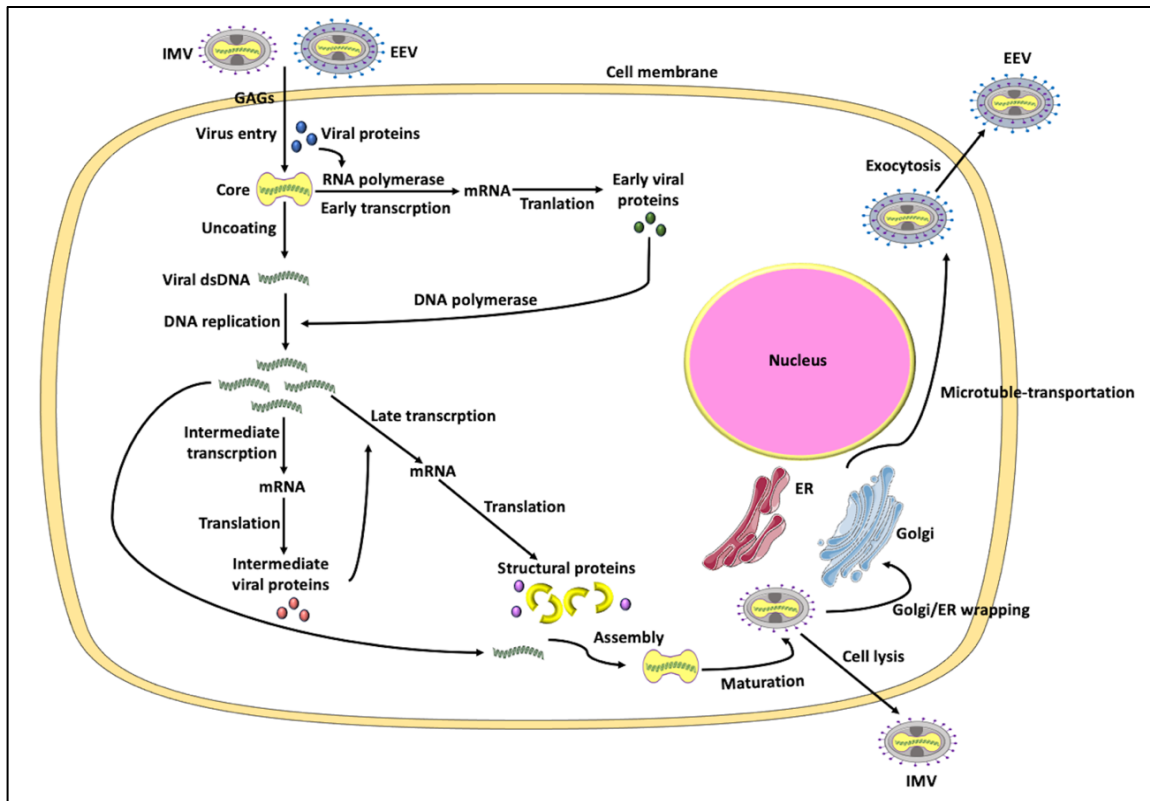 IMV
EEV
Cell membrane
EEV
GAGs
Virus entry
Viral proteins
Exocytosis
Core
RNA polymerase
mRNA
Early transcrption
Tranlation
Early viral
proteins
Uncoating
Viral dsDNA
DNA polymerase
DNA replication
Nucleus
Microtuble-transportation
Late transcrption
Intermediate
transcrption
mRNA
mRNA
Translation
Translation
ER
Golgi
Intermediate
viral proteins
Structural proteins
Golgi/ER wrapping
Assembly
Cell lysis
Maturation
IMV